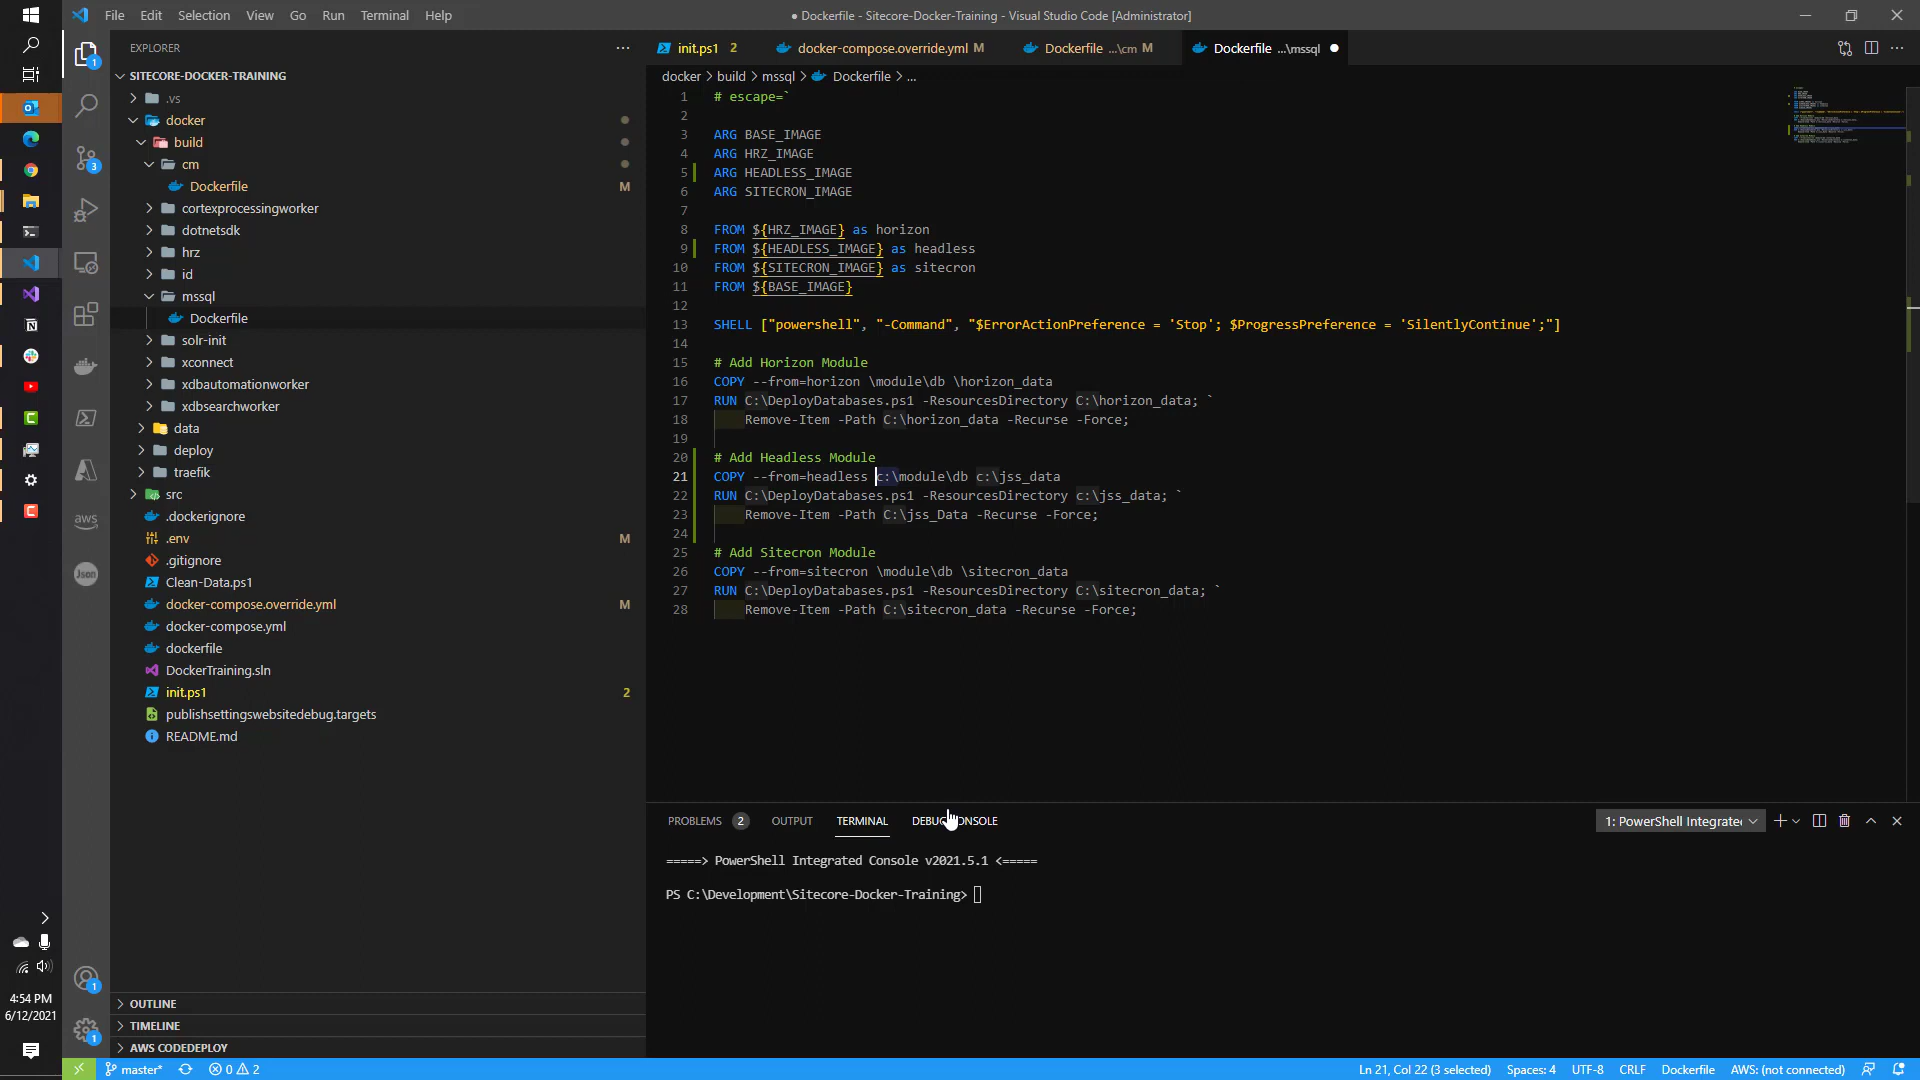 File Edit Selection View Go Run Terminal Help
● Dockerfile - Sitecore-Docker-Training - Visual Studio Code [Administrator]
EXPLORER
init.ps1 2
docker-compose.override.yml M
Dockerfile ...\cm M
Dockerfile ...\mssql
SITECORE-DOCKER-TRAINING
.vs
docker
build
cm
Dockerfile M
cortexprocessingworker
dotnetsdk
hrz
id
mssql
Dockerfile
solr-init
xconnect
xdbautomationworker
xdbsearchworker
data
deploy
traefik
src
.dockerignore
.env M
.gitignore
Clean-Data.ps1
docker-compose.override.yml M
docker-compose.yml
dockerfile
DockerTraining.sln
init.ps1 2
publishsettingswebsitedebug.targets
README.md
OUTLINE
TIMELINE
AWS CODEDEPLOY
docker > build > mssql > Dockerfile > ...
1 # escape=`
2
3 ARG BASE_IMAGE
4 ARG HRZ_IMAGE
5 ARG HEADLESS_IMAGE
6 ARG SITECRON_IMAGE
7
8 FROM ${HRZ_IMAGE} as horizon
9 FROM ${HEADLESS_IMAGE} as headless
10 FROM ${SITECRON_IMAGE} as sitecron
11 FROM ${BASE_IMAGE}
12
13 SHELL ["powershell", "-Command", "$ErrorActionPreference = 'Stop'; $ProgressPreference = 'SilentlyContinue';"]
14
15 # Add Horizon Module
16 COPY --from=horizon \module\db \horizon_data
17 RUN C:\DeployDatabases.ps1 -ResourcesDirectory C:\horizon_data; `
18 Remove-Item -Path C:\horizon_data -Recurse -Force;
19
20 # Add Headless Module
21 COPY --from=headless c:\module\db c:\jss_data
22 RUN C:\DeployDatabases.ps1 -ResourcesDirectory c:\jss_data; `
23 Remove-Item -Path C:\jss_Data -Recurse -Force;
24
25 # Add Sitecron Module
26 COPY --from=sitecron \module\db \sitecron_data
27 RUN C:\DeployDatabases.ps1 -ResourcesDirectory C:\sitecron_data; `
28 Remove-Item -Path C:\sitecron_data -Recurse -Force;
PROBLEMS 2 OUTPUT TERMINAL DEBUG CONSOLE
1: PowerShell Integrate
=====> PowerShell Integrated Console v2021.5.1 <=====
PS C:\Development\Sitecore-Docker-Training>
1
3
aws
Json
1
1
4:54 PM
6/12/2021
master* 0 2
Ln 21, Col 22 (3 selected) Spaces: 4 UTF-8 CRLF Dockerfile AWS: (not connected)